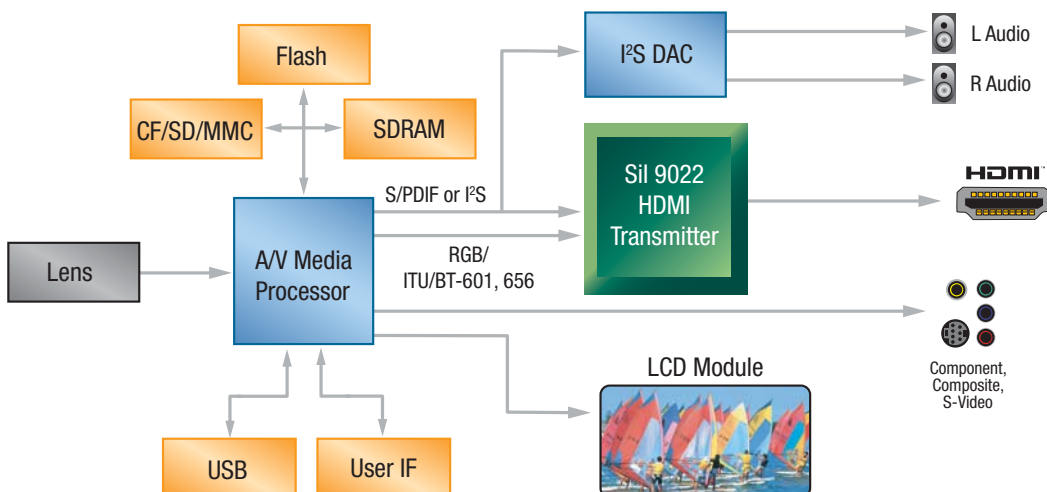 Flash
CF/SD/MMC
SDRAM
I²S DAC
L Audio
R Audio
S/PDIF or I²S
SiI 9022
HDMI
Transmitter
HDMI™
Lens
A/V Media
Processor
RGB/
ITU/BT-601, 656
LCD Module
Component,
Composite,
S-Video
USB
User IF